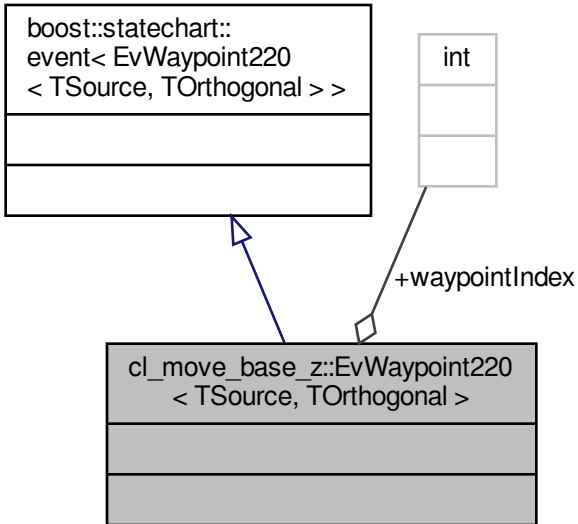 boost::statechart::
event< EvWaypoint220
< TSource, TOrthogonal > >
int
+waypointIndex
cl_move_base_z::EvWaypoint220
< TSource, TOrthogonal >